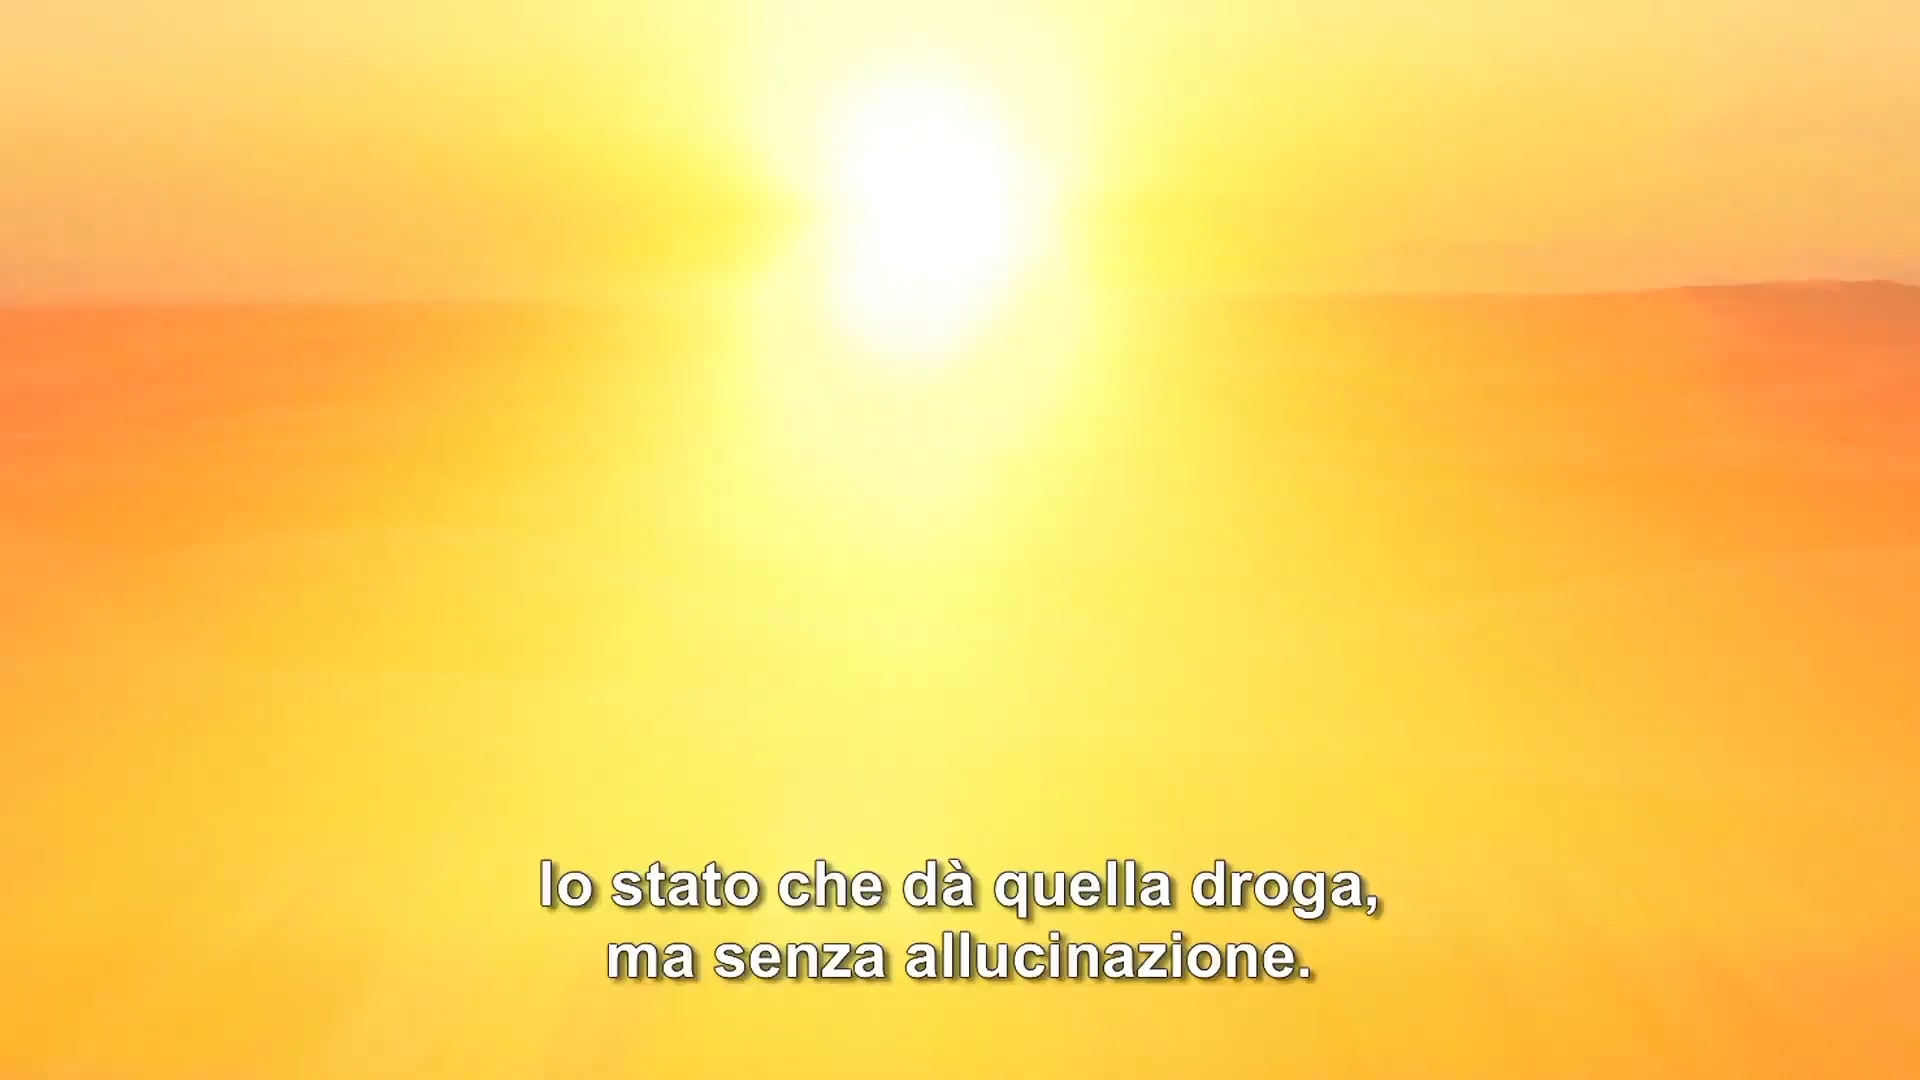 lo stato che dà quella droga,
ma senza allucinazione.